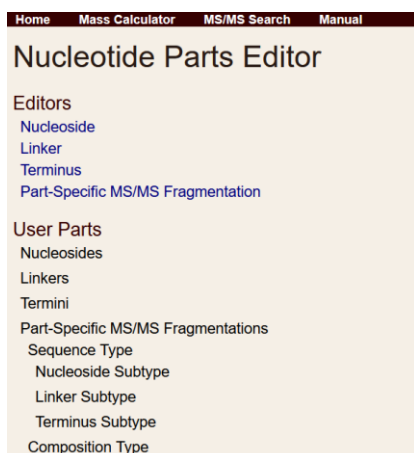 Home Mass Calculator MS/MS Search Manual
Nucleotide Parts Editor
Editors
Nucleoside
Linker
Terminus
Part-Specific MS/MS Fragmentation
User Parts
Nucleosides
Linkers
Termini
Part-Specific MS/MS Fragmentations
Sequence Type
Nucleoside Subtype
Linker Subtype
Terminus Subtype
Composition Type